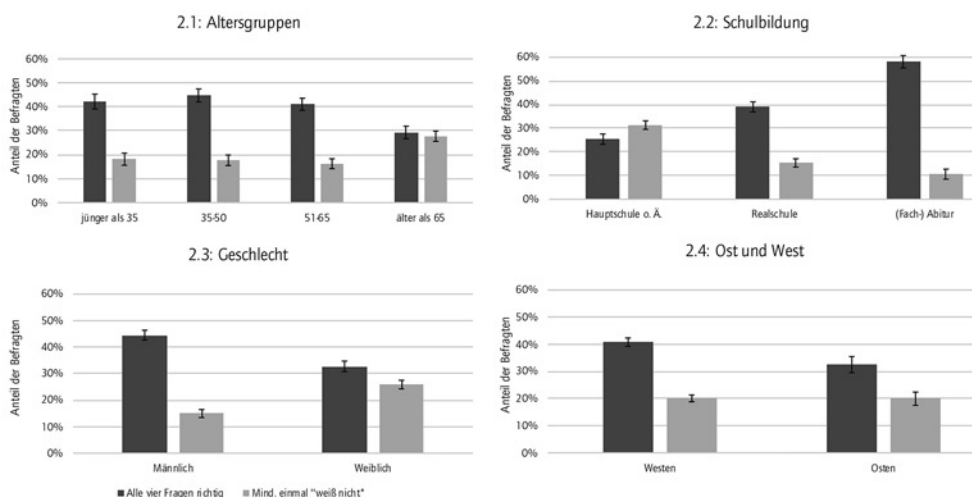 2.1: Altersgruppen
Anteil der Befragten
60%
50%
40%
30%
20%
10%
0%
jünger als 35
35-50
51-65
älter als 65
2.2: Schulbildung
Anteil der Befragten
60%
50%
40%
30%
20%
10%
0%
Hauptschule o. Ä.
Realschule
(Fach-) Abitur
2.3: Geschlecht
Anteil der Befragten
60%
50%
40%
30%
20%
10%
0%
Männlich
Weiblich
2.4: Ost und West
Anteil der Befragten
60%
50%
40%
30%
20%
10%
0%
Westen
Osten
Alle vier Fragen richtig
Mind. einmal "weiß nicht"